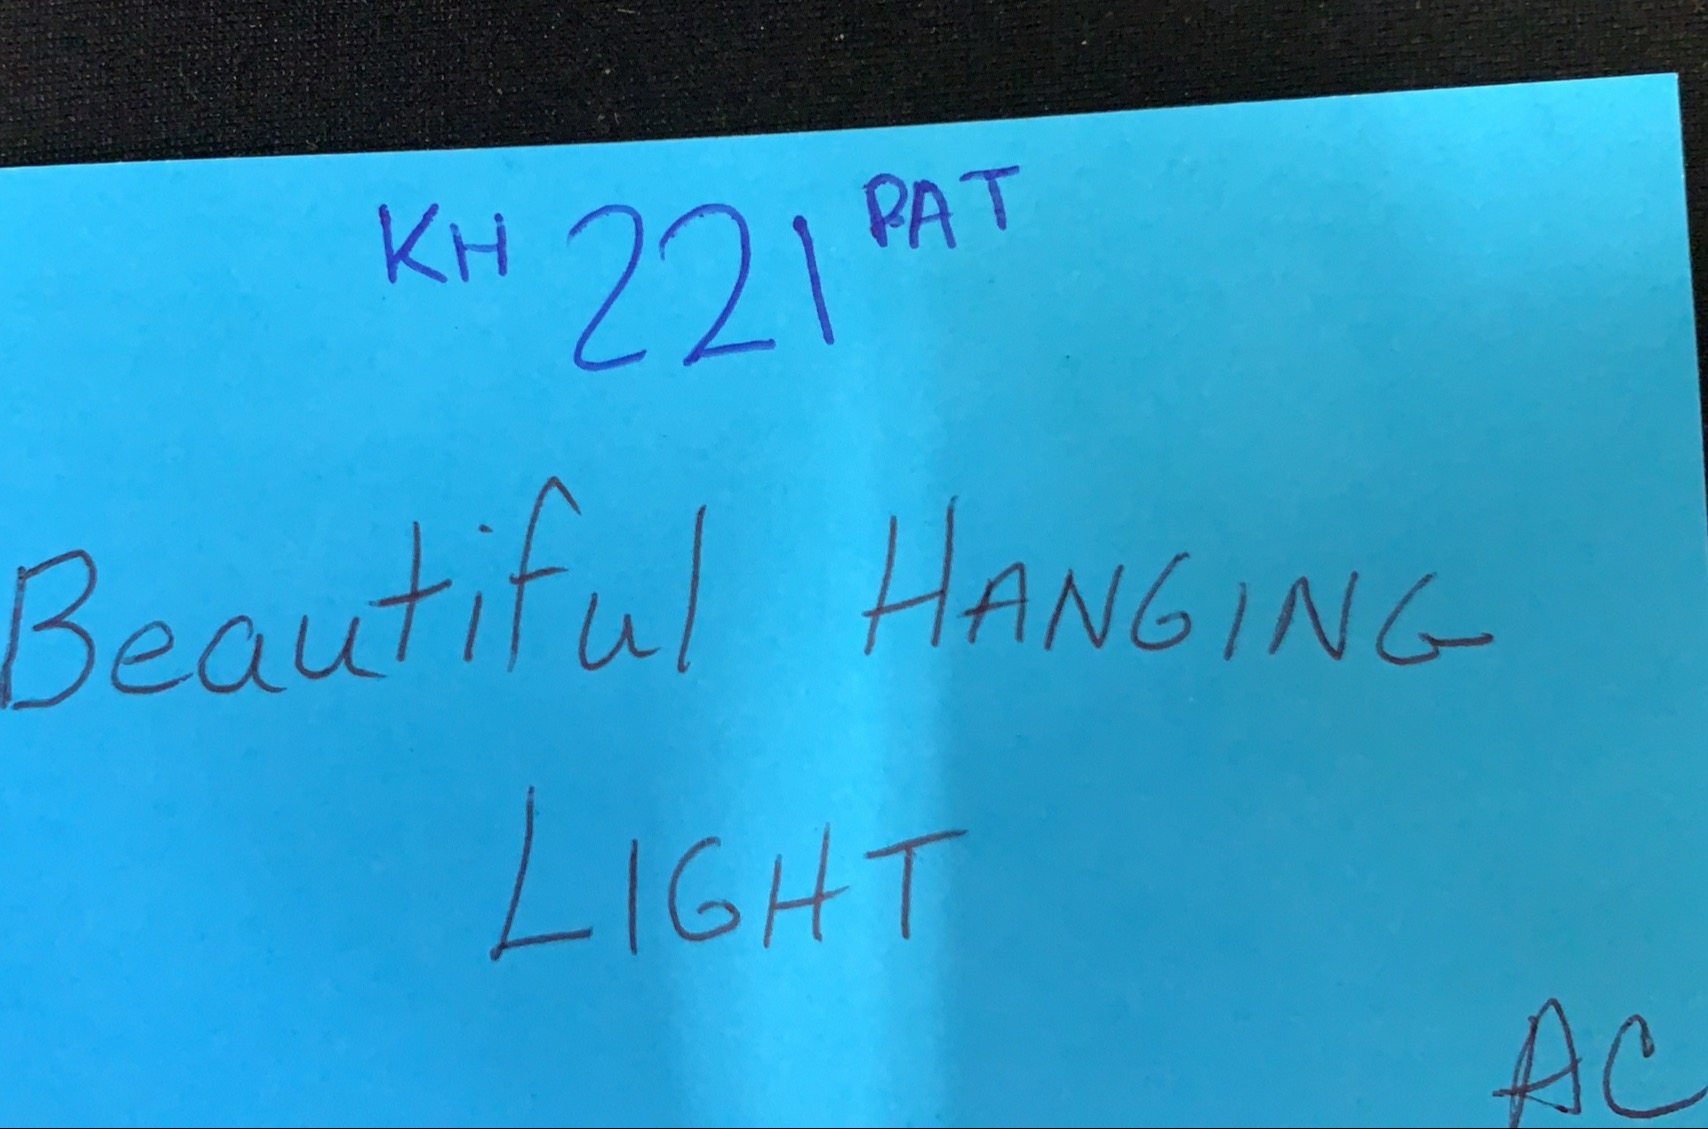 KH 221 PAT
Beautiful HANGING
LIGHT
AC